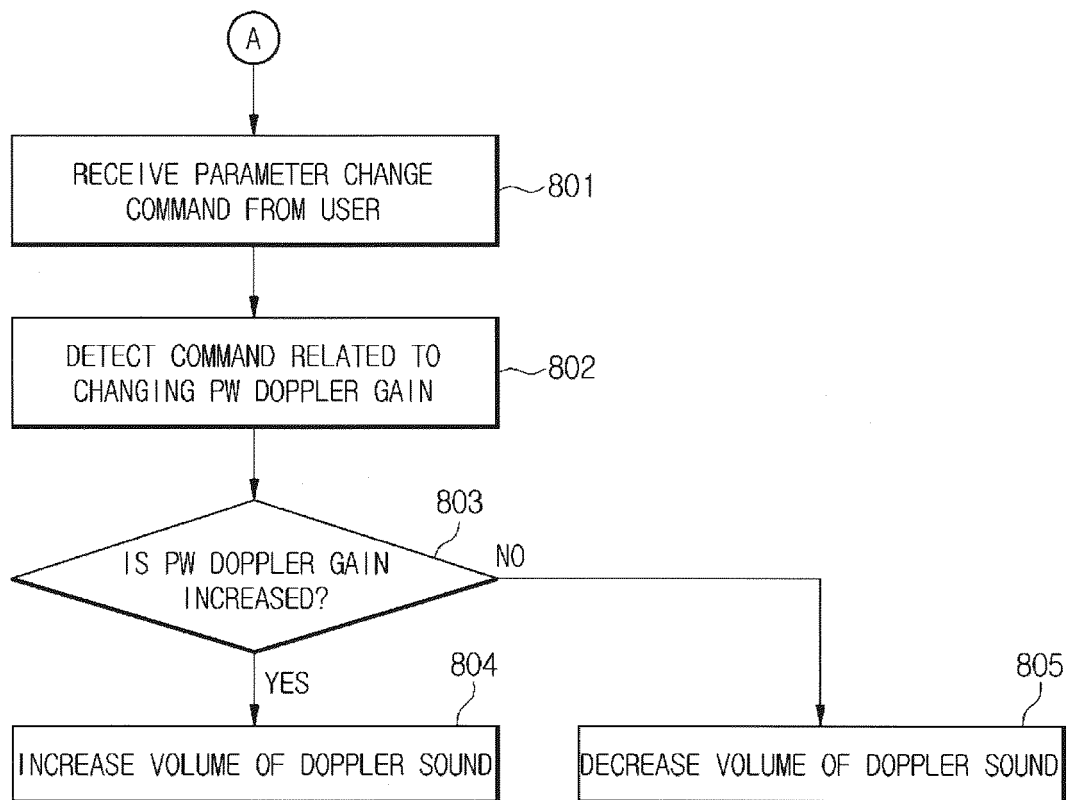 A
RECEIVE PARAMETER CHANGE
COMMAND FROM USER
801
DETECT COMMAND RELATED TO
CHANGING PW DOPPLER GAIN
802
803
IS PW DOPPLER GAIN
INCREASED?
NO
YES
804
INCREASE VOLUME OF DOPPLER SOUND
805
DECREASE VOLUME OF DOPPLER SOUND